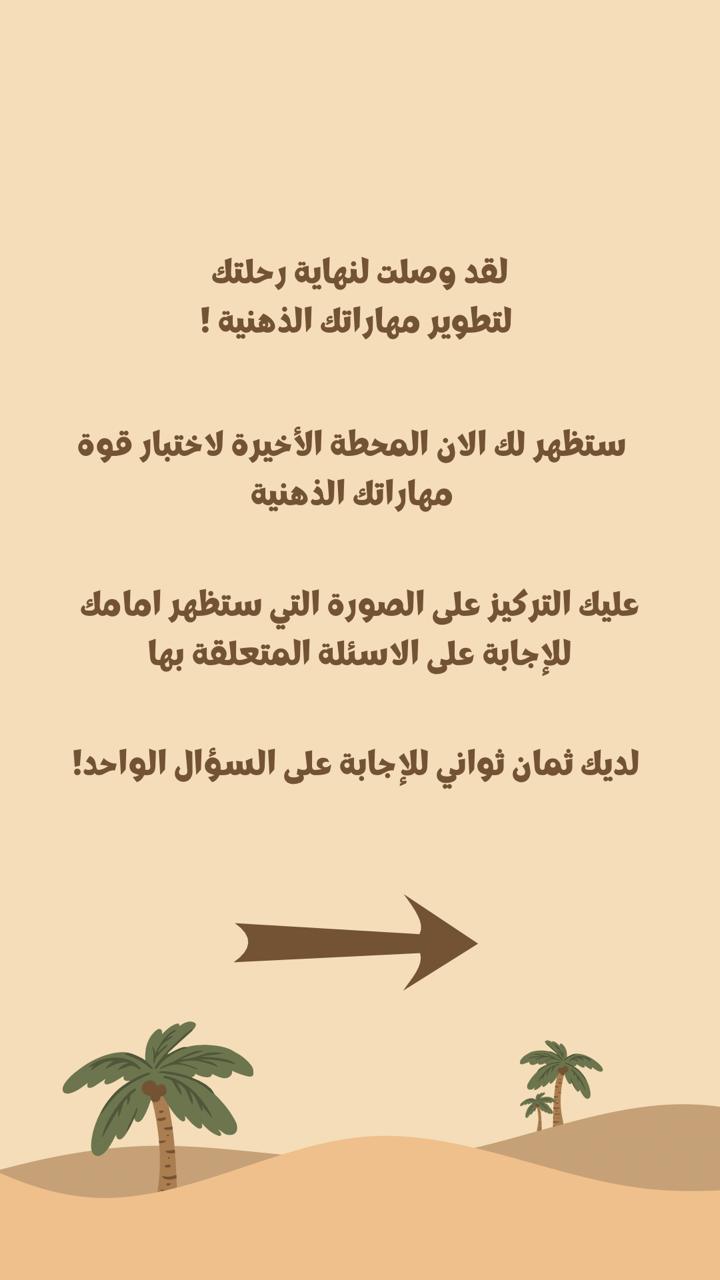 لقد وصلت لنهاية رحلتك
لتطوير مهاراتك الذهنية !
ستظهر لك الان المحطة الأخيرة لاختبار قوة
مهاراتك الذهنية
عليك التركيز على الصورة التي ستظهر امامك
للإجابة على الاسئلة المتعلقة بها
لديك ثمان ثواني للإجابة على السؤال الواحد!